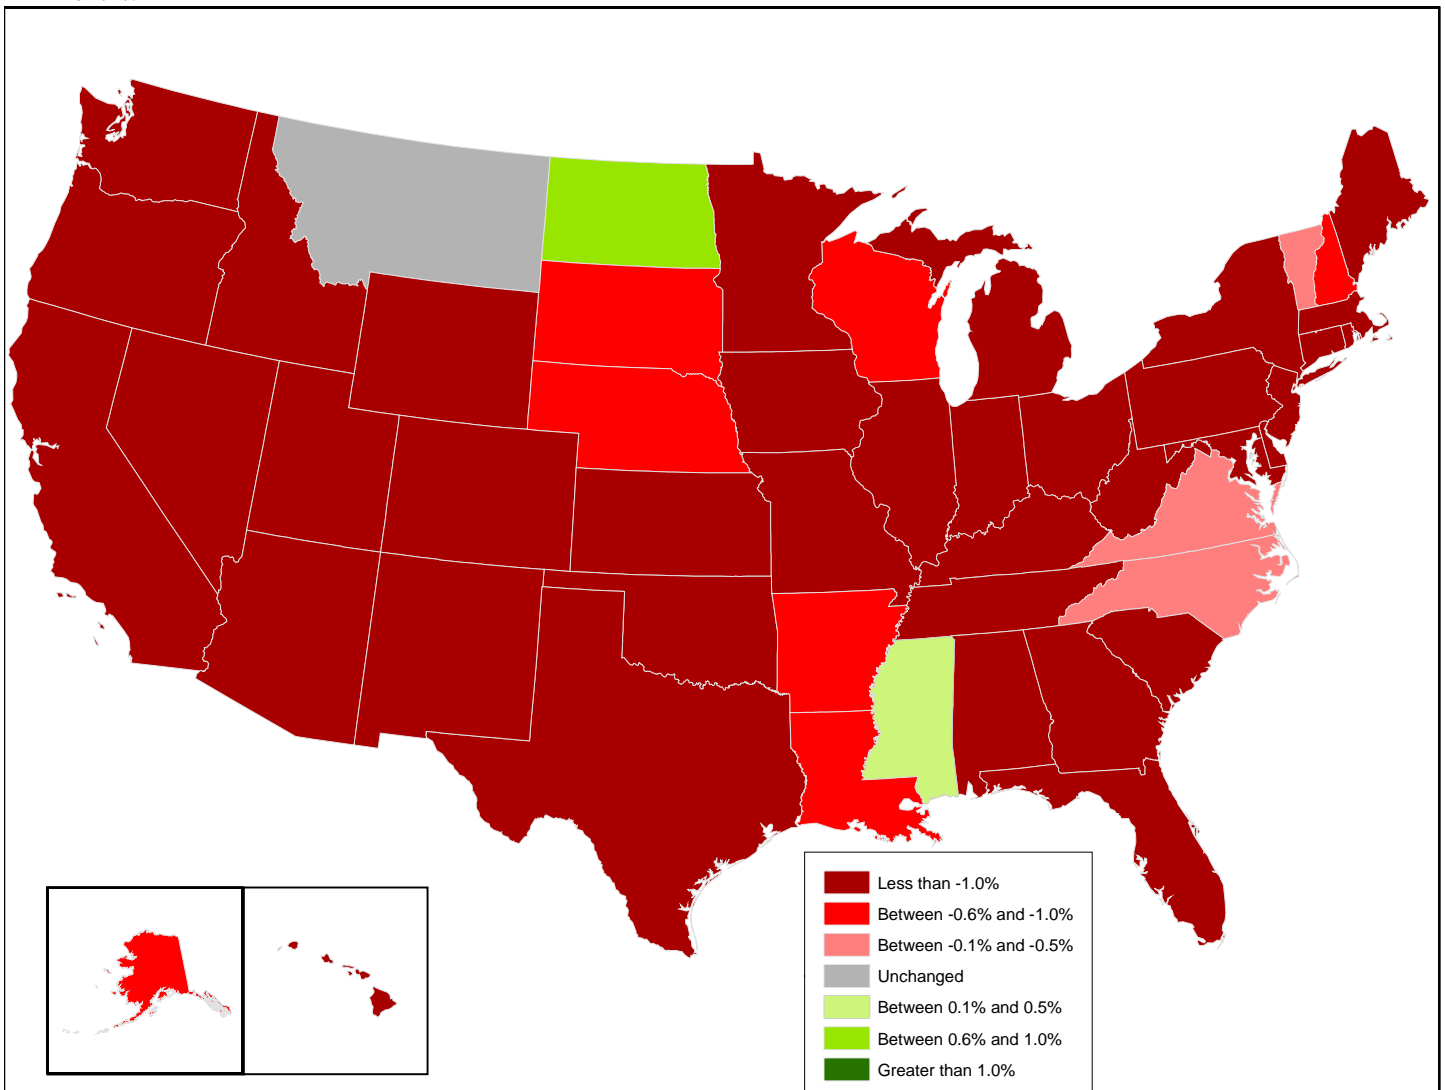 Less than -1.0%
Between -0.6% and -1.0%
Between -0.1% and -0.5%
Unchanged
Between 0.1% and 0.5%
Between 0.6% and 1.0%
Greater than 1.0%